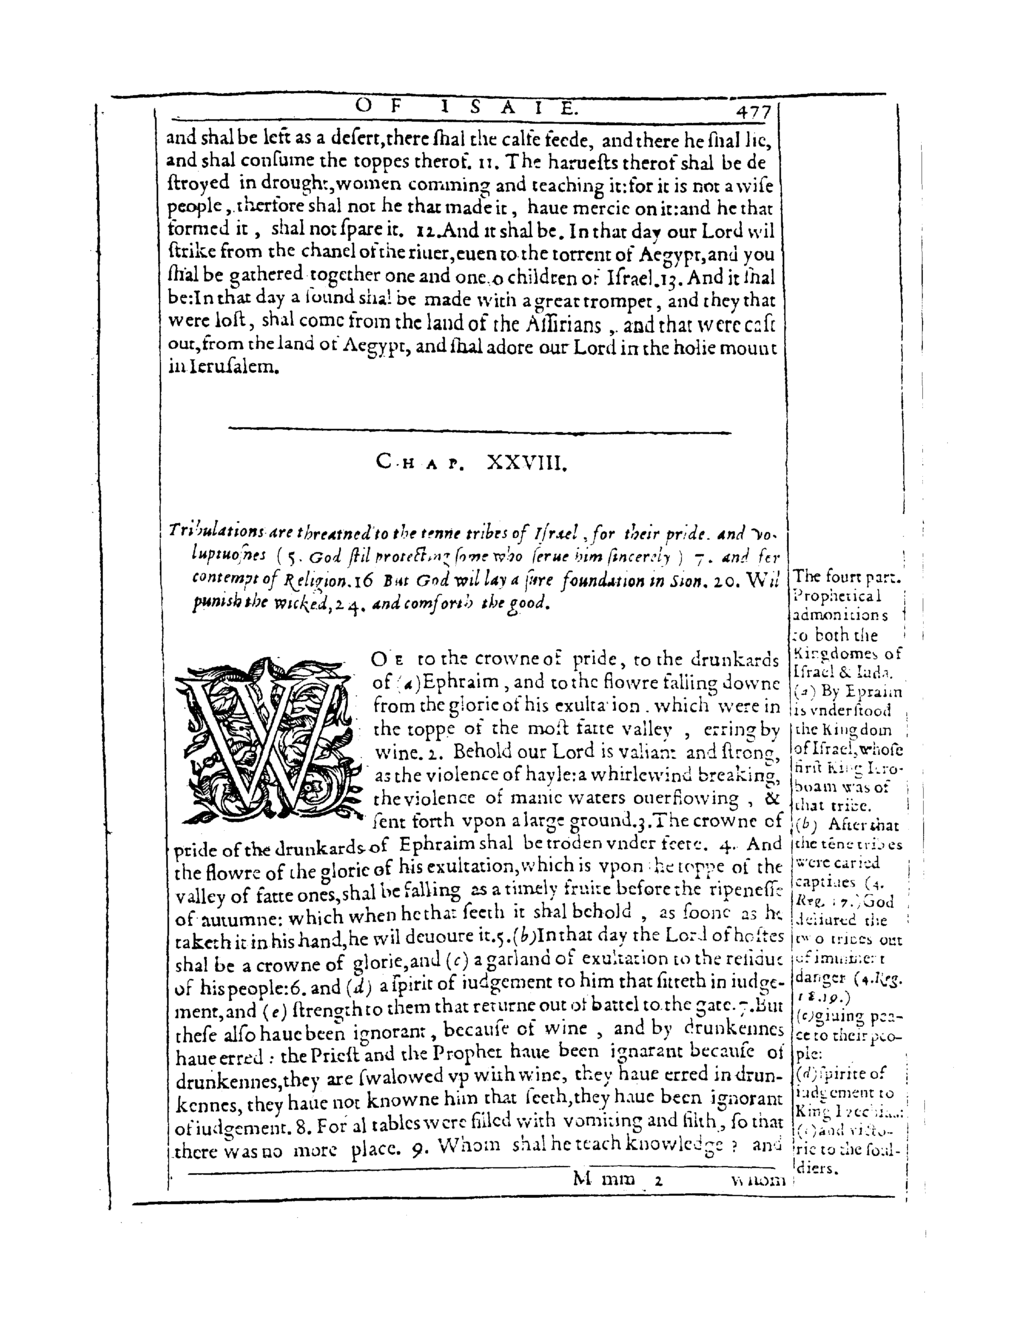 OF ISAIE. 477
and shal be left as a deſert,there ſhal the calfe feede, and there he ſhal lie,
and shal conſume the toppes therof. 11. The harueſts therof shal be de
ſtroyed in drought,women comming and teaching it:for it is not a wiſe
people, therfore shal not he that made it, haue mercie on it:and he that
formed it, shal not ſpare it. 12.And it shal be. In that day our Lord wil
ſtrike from the chanel of the riuer,euen to the torrent of Aegypt,and you
ſhal be gathered together one and one,o children of Iſrael.13. And it ſhal
be:In that day a ſound shal be made with a great trompet, and they that
were loſt, shal come from the land of the Aſſirians, and that were caſt
out,from the land of Aegypt, and ſhal adore our Lord in the holie mount
in Ieruſalem.
CHAP. XXVIII.
Tribulations are threatned to the tenne tribes of Iſrael, for their pride. and vo-
luptuoſnes (5. God ſtil protecting ſome who ſerue him ſincerely) 7. and for
contempt of Religion.16 But God wil lay a ſure foundation in Sion. 20. Wil
punish the wicked,24. and comforth the good.
WOE to the crowne of pride, to the drunkards
of (a)Ephraim, and to the flowre falling downe
from the glorie of his exultation. which were in
the toppe of the moſt fatte valley, erring by
wine. 2. Behold our Lord is valiant and ſtrong,
as the violence of hayle:a whirlewind breaking,
the violence of manie waters ouerflowing, &
ſent forth vpon a large ground.3.The crowne of
pride of the drunkards of Ephraim shal be troden vnder feete. 4. And
the flowre of the glorie of his exultation,which is vpon the toppe of the
valley of fatte ones,shal be falling as a timely fruite before the ripeneſſe
of autumne: which when he that ſeeth it shal behold, as ſoone as he
taketh it in his hand,he wil deuoure it.5.(b)In that day the Lord of hoſtes
shal be a crowne of glorie,and (c) a garland of exultation to the reſidue
of his people:6. and (d) a ſpirit of iudgement to him that ſitteth in iudge-
ment,and (e) ſtrength to them that returne out of battel to the gate.7.But
theſe alſo haue been ignorant, becauſe of wine, and by drunkennes
haue erred: the Prieſt and the Prophet haue been ignarant becauſe of
drunkennes,they are ſwalowed vp with wine, they haue erred in drun-
kennes, they haue not knowne him that ſeeth,they haue been ignorant
of iudgement. 8. For al tables were filled with vomiting and filth, ſo that
there was no more place. 9. Whom shal he teach knowledge? and
M mm 2 whom
The fourt part.
Prophetical
admonitions
to both the
Kingdomes of
Iſrael & Iuda.
(a) By Epraim
is vnderſtood
the Kingdom
of Iſrael,whoſe
firſt King Iero-
boam was of
that tribe.
(b) After that
the tēne tribes
were caried
captiues (4.
Reg. 17.)God
deliuered the
two tribes out
of imminent
danger (4.Reg.
18.19.)
(c)giuing pea-
ce to their peo-
ple:
(d)ſpirite of
iudgement to
King Ezechias:
(e)and victo-
rie to the ſoul-
diers.